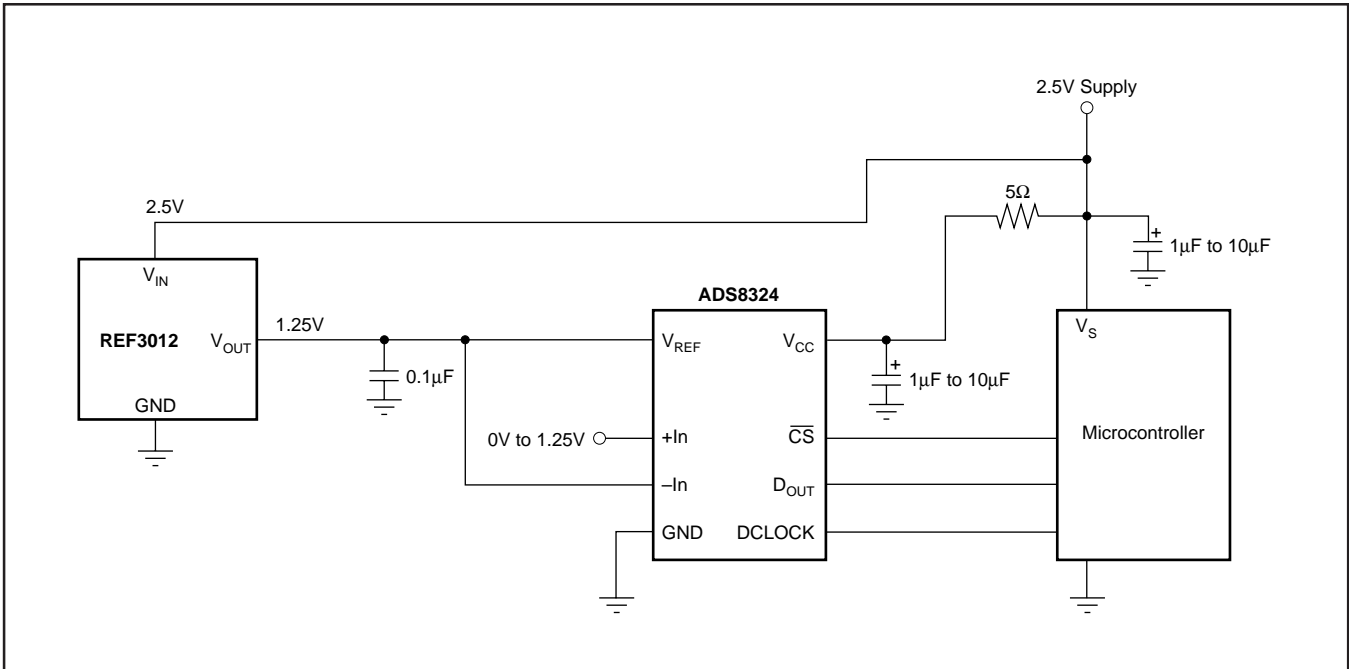 2.5V Supply
2.5V
5Ω
+
1µF to 10µF
V_IN
REF3012
V_OUT
GND
1.25V
0.1µF
0V to 1.25V
ADS8324
V_REF
V_CC
+In
C̅S̅
–In
D_OUT
GND
DCLOCK
+
1µF to 10µF
V_S
Microcontroller